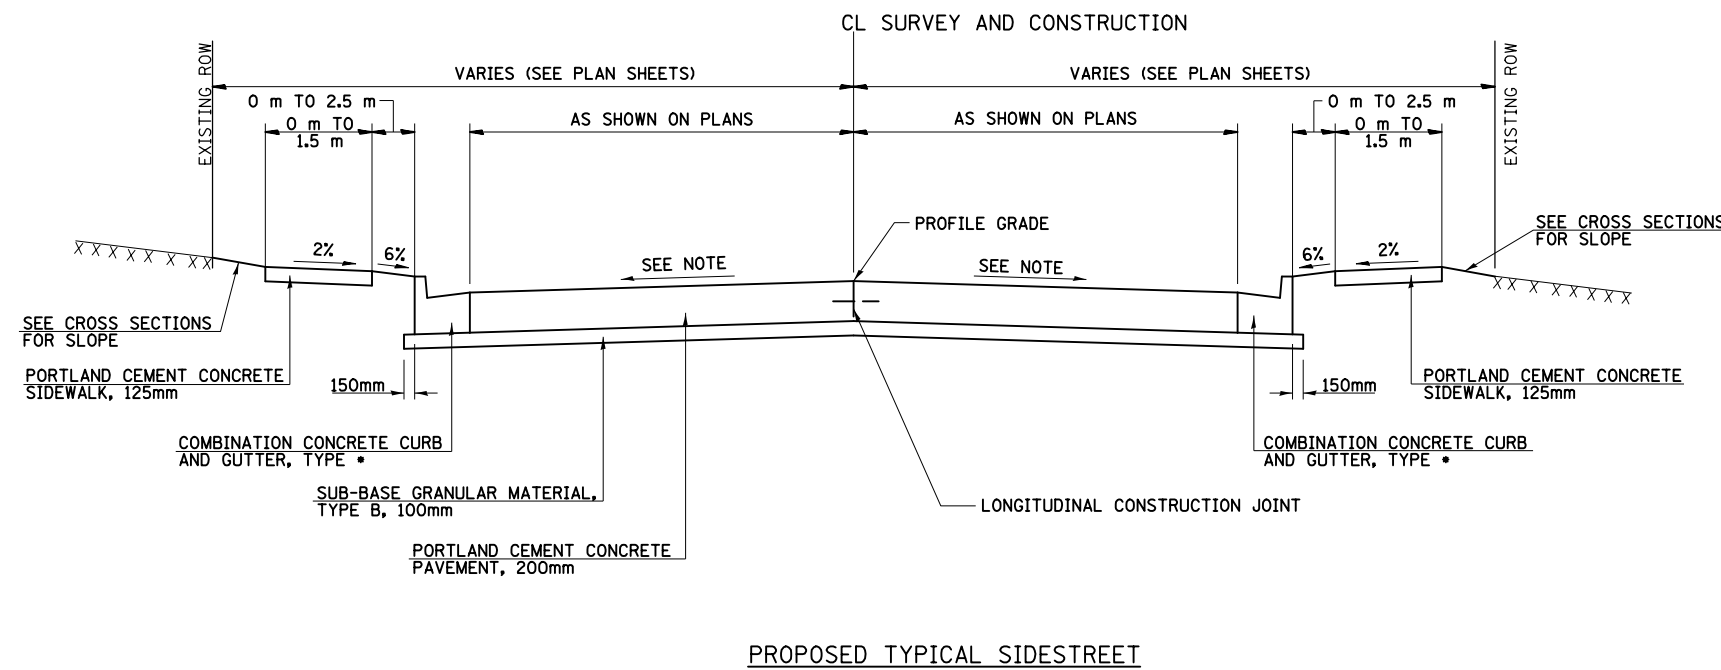 CL SURVEY AND CONSTRUCTION
EXISTING ROW
VARIES (SEE PLAN SHEETS)
VARIES (SEE PLAN SHEETS)
EXISTING ROW
0 m TO 2.5 m
0 m TO
1.5 m
AS SHOWN ON PLANS
AS SHOWN ON PLANS
0 m TO 2.5 m
0 m TO
1.5 m
PROFILE GRADE
SEE CROSS SECTIONS
FOR SLOPE
2%
6%
SEE NOTE
SEE NOTE
6%
2%
SEE CROSS SECTIONS
FOR SLOPE
PORTLAND CEMENT CONCRETE
SIDEWALK, 125mm
150mm
150mm
PORTLAND CEMENT CONCRETE
SIDEWALK, 125mm
COMBINATION CONCRETE CURB
AND GUTTER, TYPE *
COMBINATION CONCRETE CURB
AND GUTTER, TYPE *
SUB-BASE GRANULAR MATERIAL,
TYPE B, 100mm
LONGITUDINAL CONSTRUCTION JOINT
PORTLAND CEMENT CONCRETE
PAVEMENT, 200mm
PROPOSED TYPICAL SIDESTREET